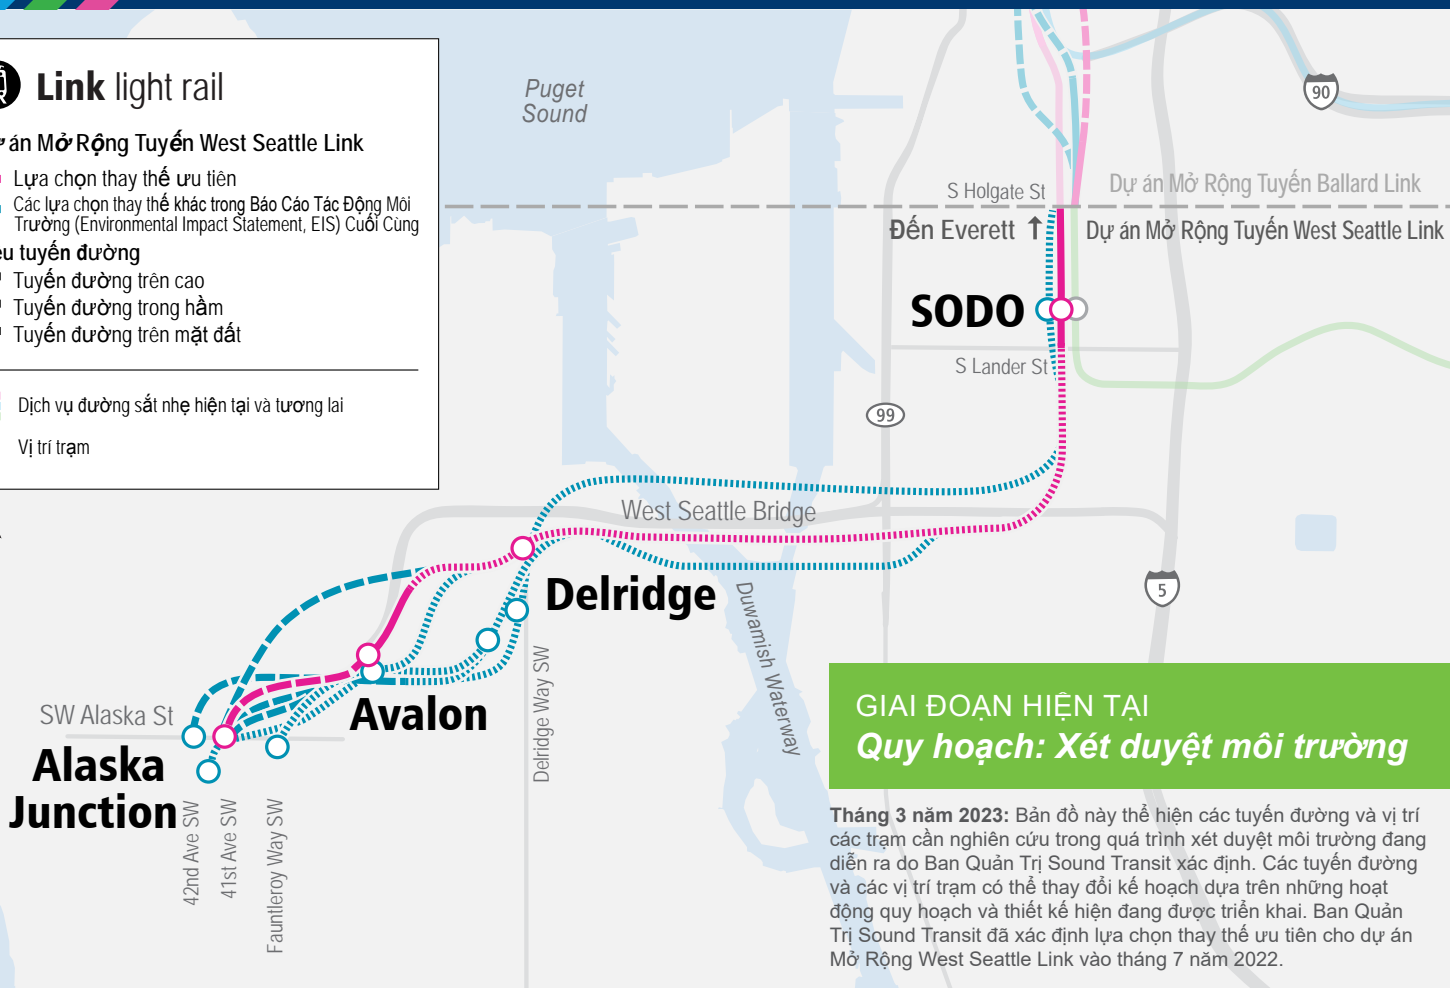 Link light rail
án Mở Rộng Tuyến West Seattle Link
Lựa chọn thay thế ưu tiên
Các lựa chọn thay thế khác trong Báo Cáo Tác Động Môi
Trường (Environmental Impact Statement, EIS) Cuối Cùng
tuyến đường
Tuyến đường trên cao
Tuyến đường trong hầm
Tuyến đường trên mặt đất
Dịch vụ đường sắt nhẹ hiện tại và tương lai
Vị trí trạm
Puget
Sound
90
S Holgate St
Dự án Mở Rộng Tuyến Ballard Link
Đến Everett ↑
Dự án Mở Rộng Tuyến West Seattle Link
SODO
S Lander St
99
West Seattle Bridge
5
Delridge
Duwamish Waterway
Delridge Way SW
Avalon
SW Alaska St
Alaska
Junction
42nd Ave SW
41st Ave SW
Fauntleroy Way SW
GIAI ĐOẠN HIỆN TẠI
Quy hoạch: Xét duyệt môi trường
Tháng 3 năm 2023: Bản đồ này thể hiện các tuyến đường và vị trí
các trạm cần nghiên cứu trong quá trình xét duyệt môi trường đang
diễn ra do Ban Quản Trị Sound Transit xác định. Các tuyến đường
và các vị trí trạm có thể thay đổi kế hoạch dựa trên những hoạt
động quy hoạch và thiết kế hiện đang được triển khai. Ban Quản
Trị Sound Transit đã xác định lựa chọn thay thế ưu tiên cho dự án
Mở Rộng West Seattle Link vào tháng 7 năm 2022.